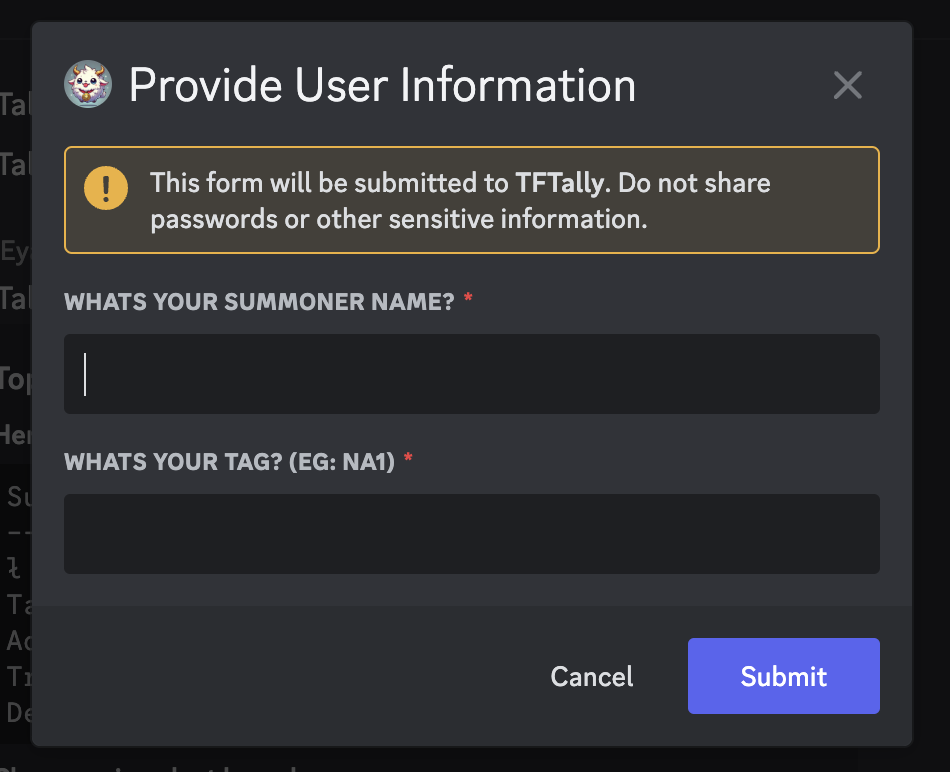 Provide User Information
This form will be submitted to TFTally. Do not share
passwords or other sensitive information.
WHATS YOUR SUMMONER NAME? *
WHATS YOUR TAG? (EG: NA1) *
Cancel
Submit